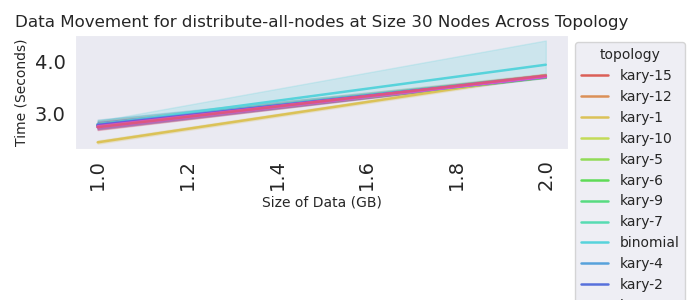 Data Movement for distribute-all-nodes at Size 30 Nodes Across Topology
Time (Seconds)
4.0
3.0
1.0
1.2
1.4
1.6
1.8
2.0
Size of Data (GB)
topology
kary-15
kary-12
kary-1
kary-10
kary-5
kary-6
kary-9
kary-7
binomial
kary-4
kary-2